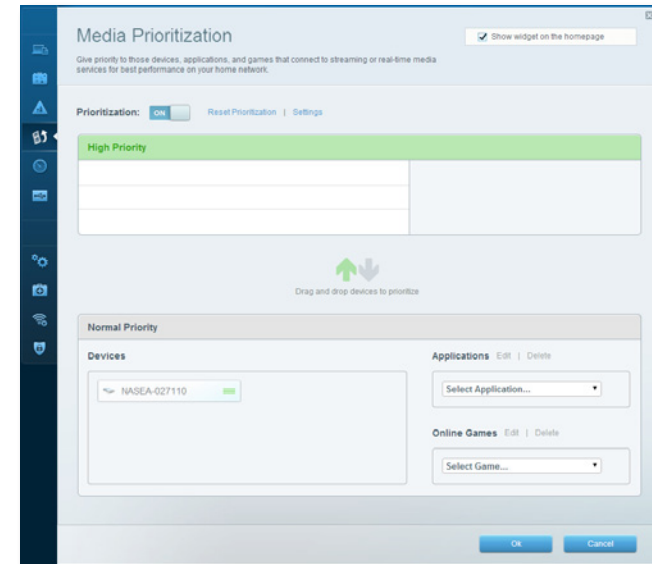 Media Prioritization
Show widget on the homepage
Give priority to those devices, applications, and games that connect to streaming or real-time media
services for best performance on your home network.
Prioritization: ON Reset Prioritization | Settings
High Priority
Drag and drop devices to prioritize
Normal Priority
Devices
NASEA-027110
Applications Edit | Delete
Select Application...
Online Games Edit | Delete
Select Game...
Ok Cancel